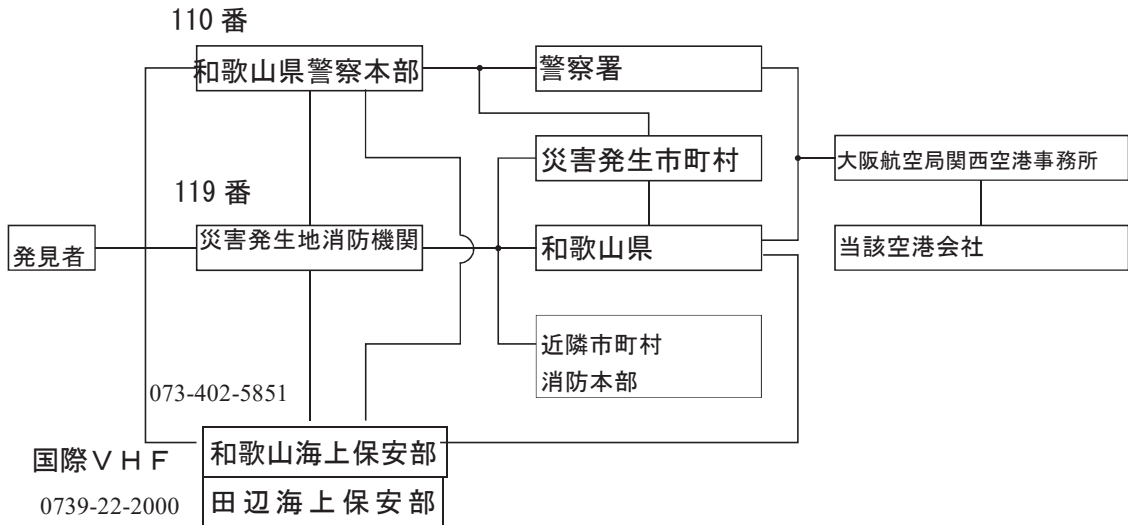 110 番
和歌山県警察本部
警察署
災害発生市町村
大阪航空局関西空港事務所
119 番
発見者
災害発生地消防機関
和歌山県
当該空港会社
近隣市町村
消防本部
073-402-5851
国際ＶＨＦ
和歌山海上保安部
0739-22-2000
田辺海上保安部